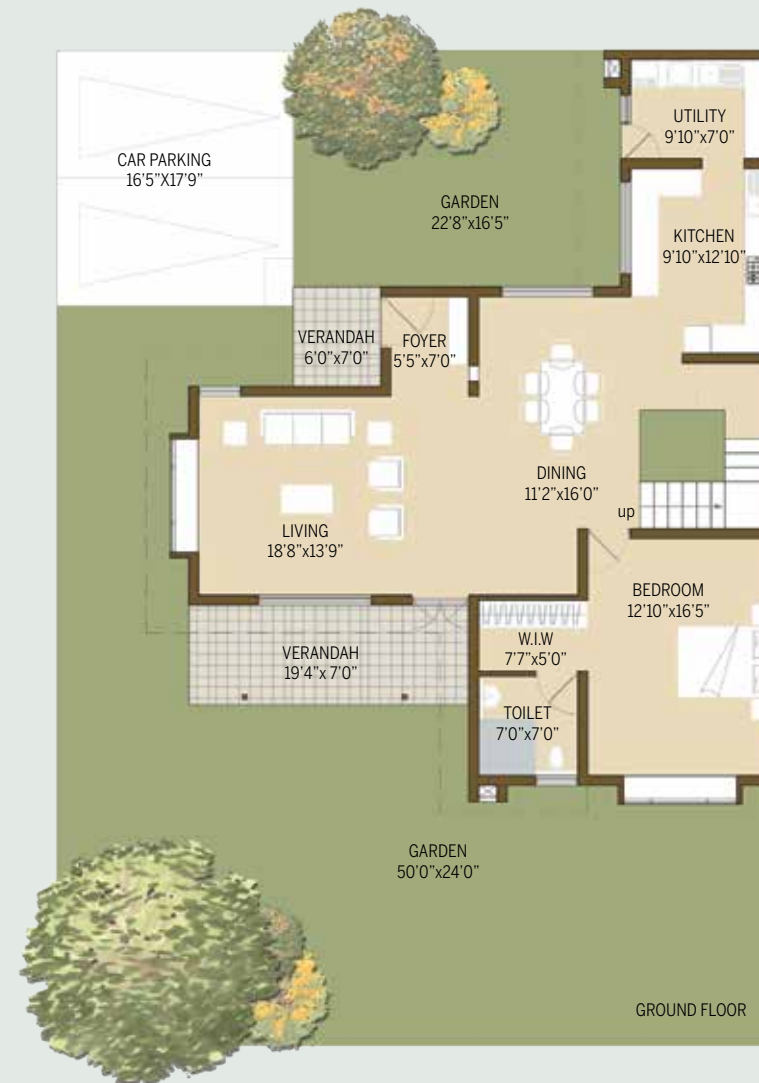 UTILITY
9'10"x7'0"
CAR PARKING
16'5"X17'9"
GARDEN
22'8"x16'5"
KITCHEN
9'10"x12'10"
VERANDAH
6'0"x7'0"
FOYER
5'5"x7'0"
DINING
11'2"x16'0"
up
LIVING
18'8"x13'9"
BEDROOM
12'10"x16'5"
W.I.W
7'7"x5'0"
VERANDAH
19'4"x 7'0"
TOILET
7'0"x7'0"
GARDEN
50'0"x24'0"
GROUND FLOOR